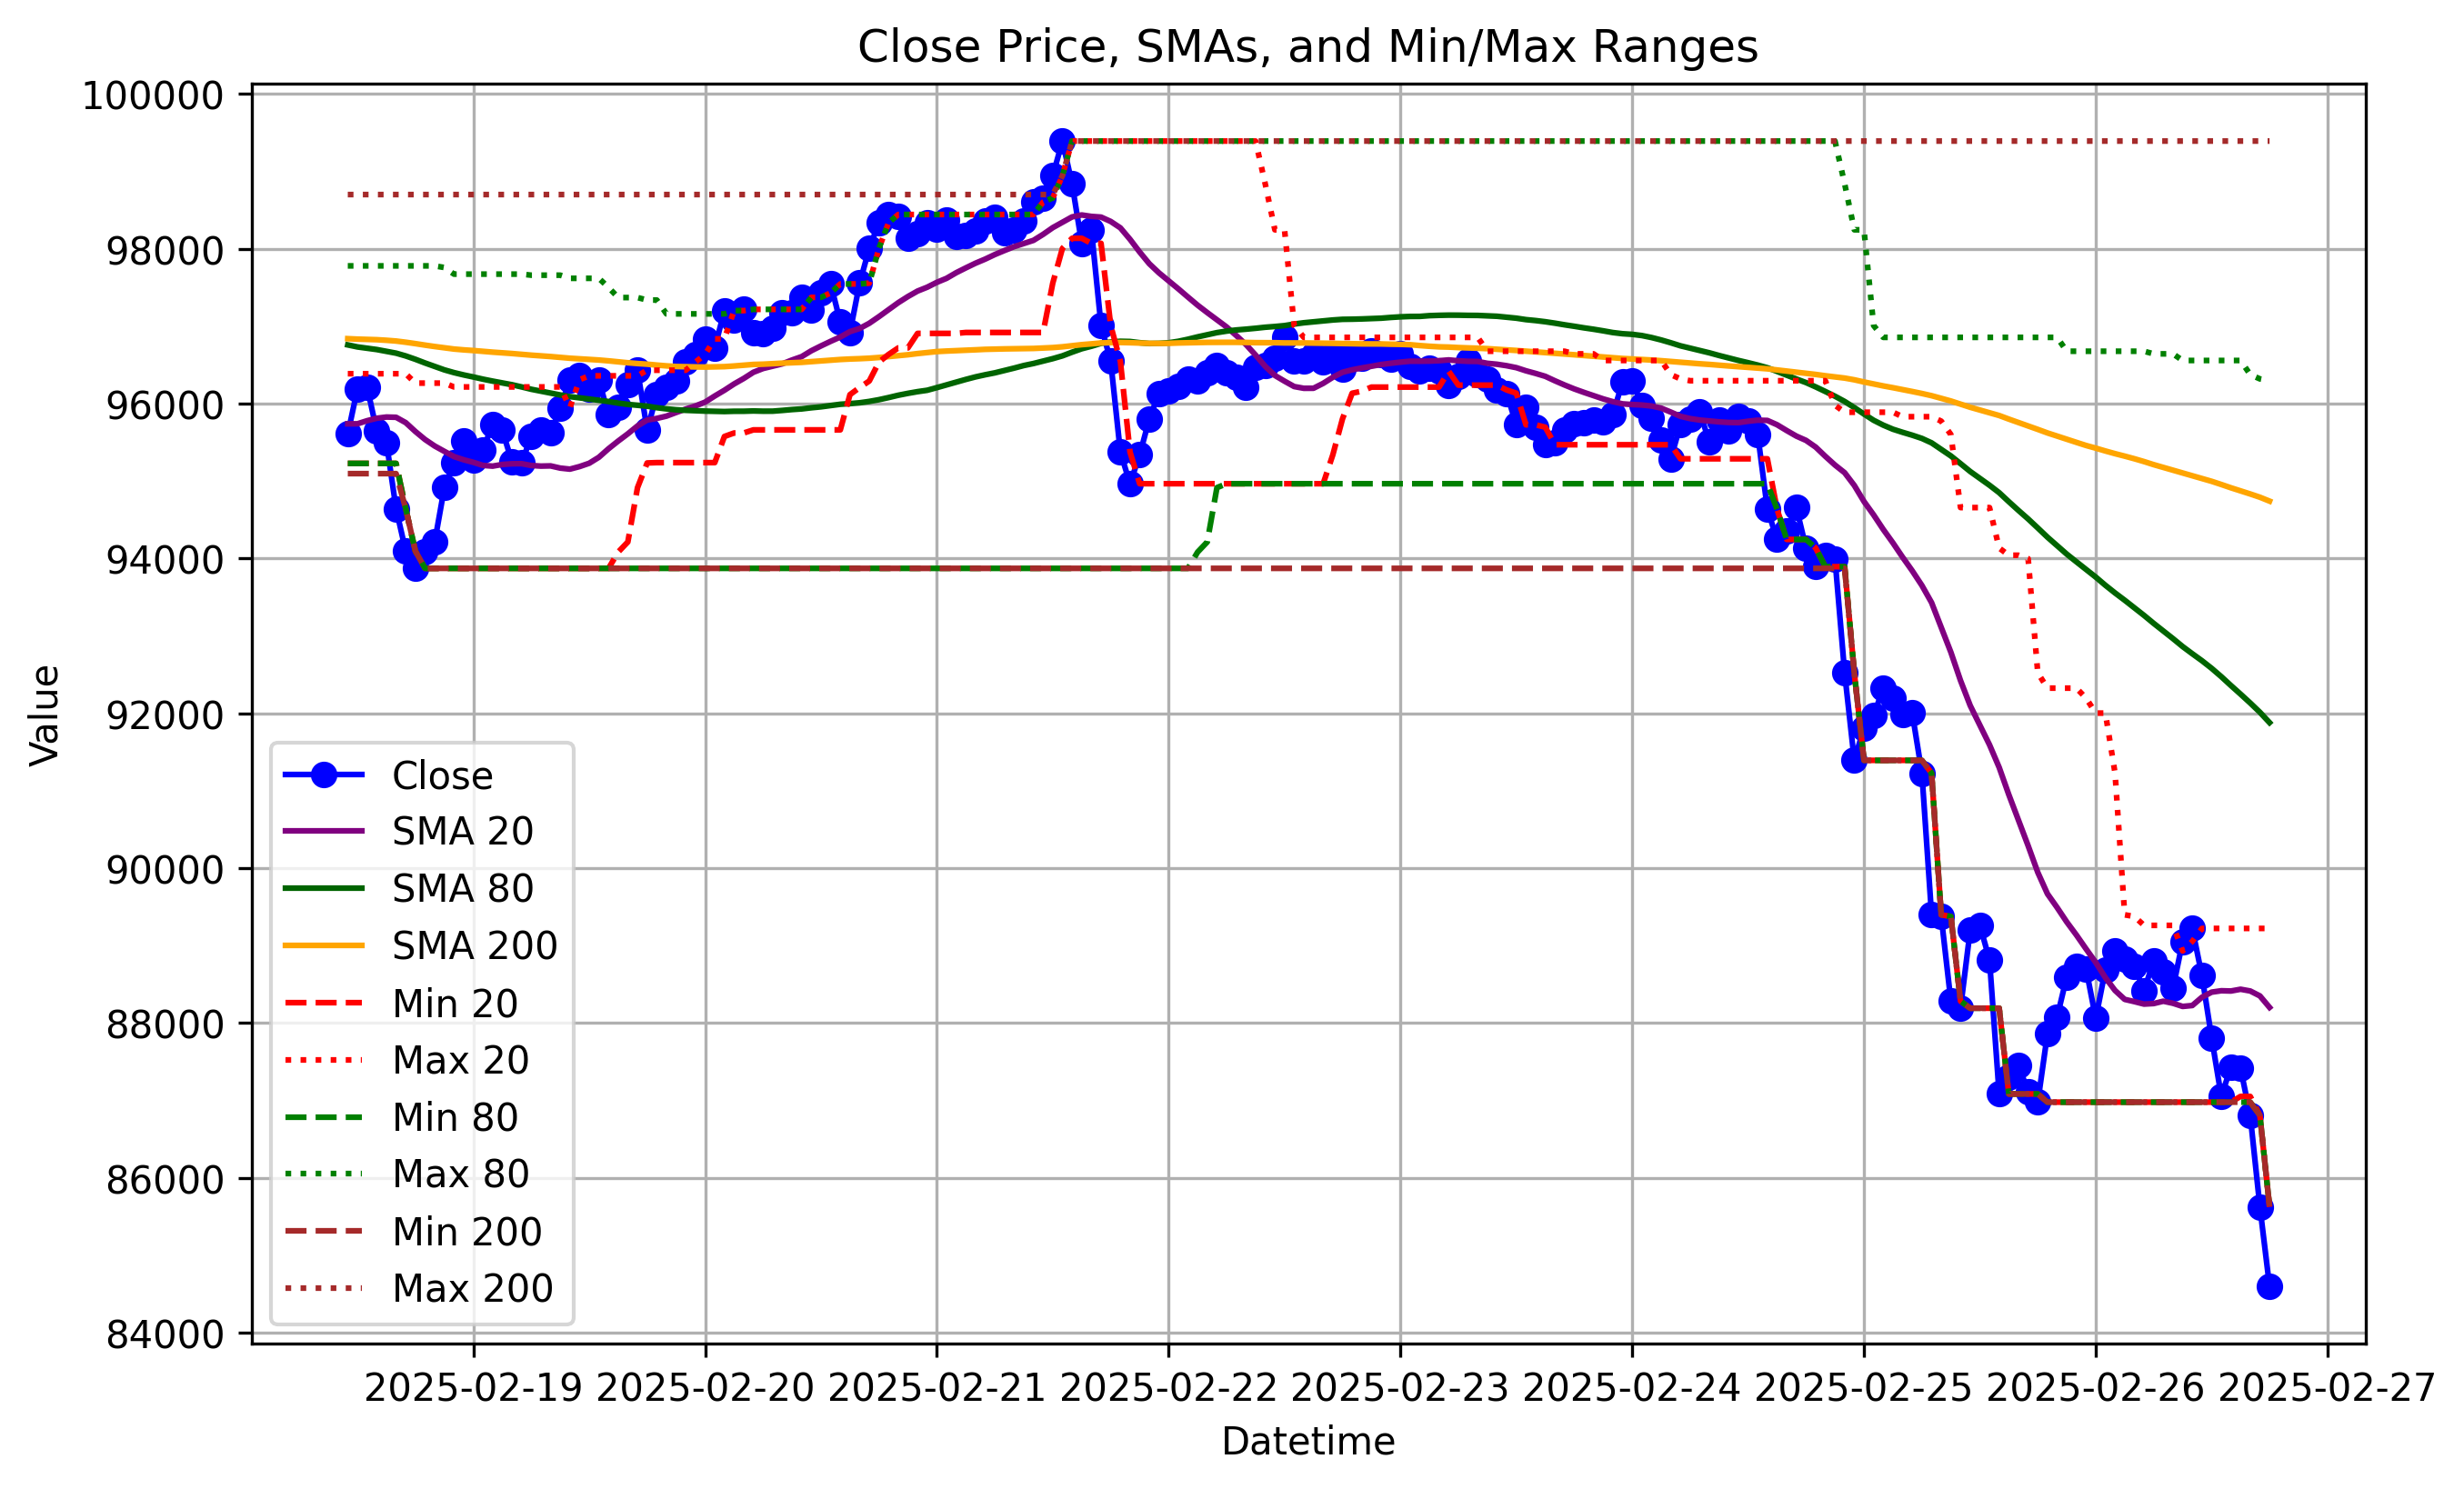 Close Price, SMAs, and Min/Max Ranges
100000
98000
96000
94000
92000
90000
88000
86000
84000
Value
Close
SMA 20
SMA 80
SMA 200
Min 20
Max 20
Min 80
Max 80
Min 200
Max 200
2025-02-19 2025-02-20 2025-02-21 2025-02-22 2025-02-23 2025-02-24 2025-02-25 2025-02-26 2025-02-27
Datetime